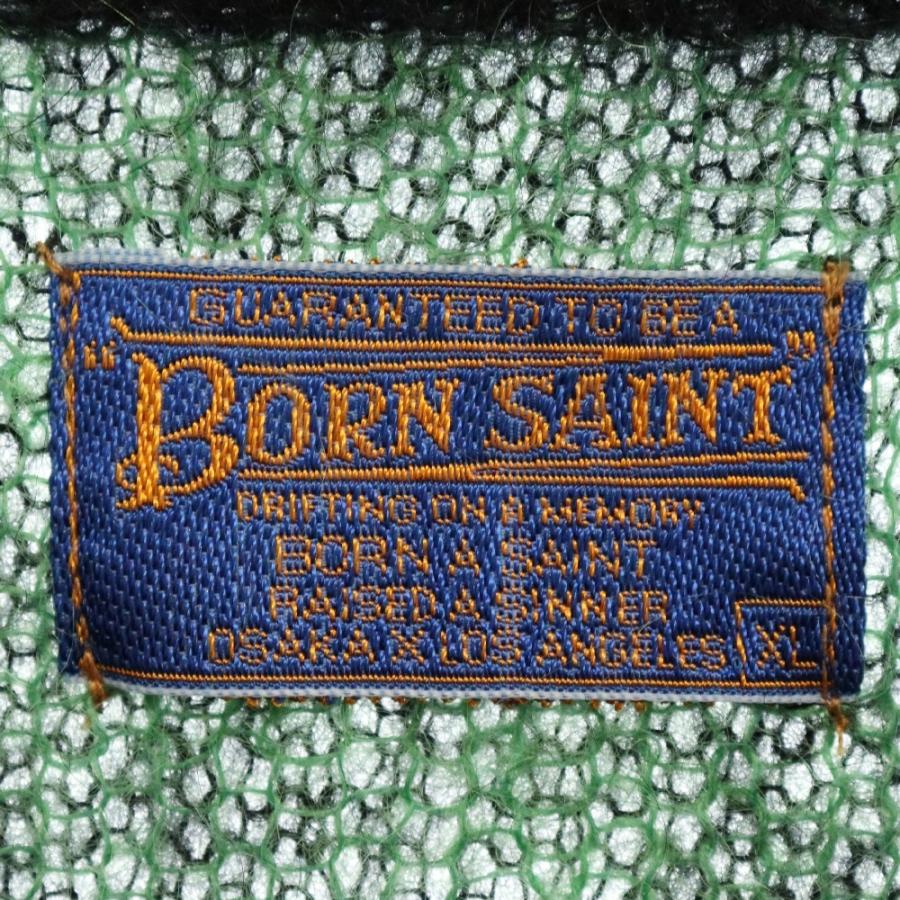 GUARANTEED TO BE A
"BORN SAINT"
DRIFTING ON A MEMORY
BORN A SAINT
RAISED A SINNER
OSAKA X LOS ANGELES
XL